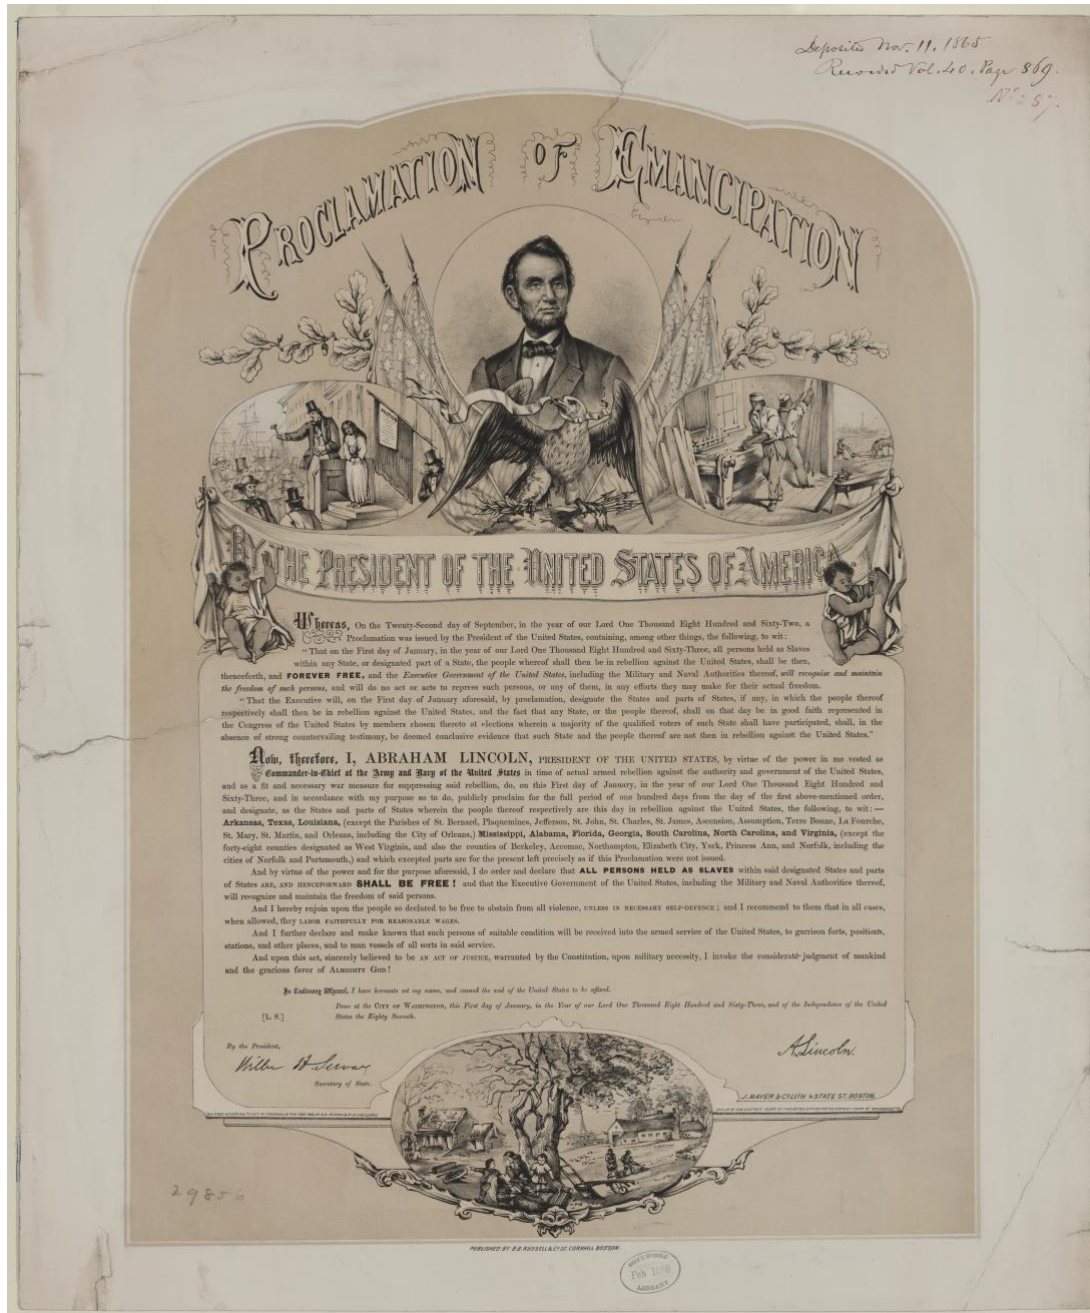 Deposited Nov. 11, 1865
Recorded Vol. 40. Page 869.
No 287.
PROCLAMATION OF EMANCIPATION
BY THE PRESIDENT OF THE UNITED STATES OF AMERICA.
Whereas, On the Twenty-Second day of September, in the year of our Lord One Thousand Eight Hundred and Sixty-Two, a
Proclamation was issued by the President of the United States, containing, among other things, the following, to wit:
"That on the First day of January, in the year of our Lord One Thousand Eight Hundred and Sixty-Three, all persons held as Slaves
within any State, or designated part of a State, the people whereof shall then be in rebellion against the United States, shall be then,
thenceforth, and FOREVER FREE, and the Executive Government of the United States, including the Military and Naval Authorities thereof, will recognize and maintain
the freedom of such persons, and will do no act or acts to repress such persons, or any of them, in any efforts they may make for their actual freedom.
"That the Executive will, on the First day of January aforesaid, by proclamation, designate the States and parts of States, if any, in which the people thereof
respectively shall then be in rebellion against the United States, and the fact that any State, or the people thereof, shall on that day be in good faith represented in
the Congress of the United States by members chosen thereto at elections wherein a majority of the qualified voters of such State shall have participated, shall, in the
absence of strong countervailing testimony, be deemed conclusive evidence that such State and the people thereof are not then in rebellion against the United States."
Now, therefore, I, ABRAHAM LINCOLN, PRESIDENT OF THE UNITED STATES, by virtue of the power in me vested as
Commander-in-Chief of the Army and Navy of the United States in time of actual armed rebellion against the authority and government of the United States,
and as a fit and necessary war measure for suppressing said rebellion, do, on this First day of January, in the year of our Lord One Thousand Eight Hundred and
Sixty-Three, and in accordance with my purpose so to do, publicly proclaim for the full period of one hundred days from the day of the first above-mentioned order,
and designate, as the States and parts of States wherein the people thereof respectively are this day in rebellion against the United States, the following, to wit:—
Arkansas, Texas, Louisiana, (except the Parishes of St. Bernard, Plaquemines, Jefferson, St. John, St. Charles, St. James, Ascension, Assumption, Terre Bonne, La Fourche,
St. Mary, St. Martin, and Orleans, including the City of Orleans,) Mississippi, Alabama, Florida, Georgia, South Carolina, North Carolina, and Virginia, (except the
forty-eight counties designated as West Virginia, and also the counties of Berkeley, Accomac, Northampton, Elizabeth City, York, Princess Ann, and Norfolk, including the
cities of Norfolk and Portsmouth,) and which excepted parts are for the present left precisely as if this Proclamation were not issued.
And by virtue of the power and for the purpose aforesaid, I do order and declare that ALL PERSONS HELD AS SLAVES within said designated States and parts
of States ARE, AND HENCEFORWARD SHALL BE FREE! and that the Executive Government of the United States, including the Military and Naval Authorities thereof,
will recognize and maintain the freedom of said persons.
And I hereby enjoin upon the people so declared to be free to abstain from all violence, UNLESS IN NECESSARY SELF-DEFENCE; and I recommend to them that in all cases,
when allowed, they LABOR FAITHFULLY FOR REASONABLE WAGES.
And I further declare and make known that such persons of suitable condition will be received into the armed service of the United States, to garrison forts, positions,
stations, and other places, and to man vessels of all sorts in said service.
And upon this act, sincerely believed to be AN ACT OF JUSTICE, warranted by the Constitution, upon military necessity, I invoke the considerate judgment of mankind
and the gracious favor of ALMIGHTY GOD!
In Testimony Whereof, I have hereunto set my name, and caused the seal of the United States to be affixed.
Done at the CITY OF WASHINGTON, this First day of January, in the Year of our Lord One Thousand Eight Hundred and Sixty-Three, and of the Independence of the United
[L. S.] States the Eighty Seventh.
By the President,
A. Lincoln.
Secretary of State.
J. MAYER & CO. LITH 4 STATE ST. BOSTON.
29856
PUBLISHED BY B.B. RUSSELL & CO. 55 CORNHILL BOSTON.
LIBRARY